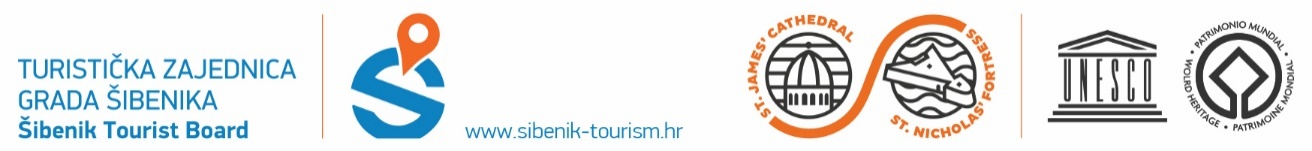 TURISTIČKA ZAJEDNICA
GRADA ŠIBENIKA
Šibenik Tourist Board
S
www.sibenik-tourism.hr
ST. JAMES' CATHEDRAL
ST. NICHOLAS' FORTRESS
UNESCO
PATRIMONIO MUNDIAL •
WOLRD HERITAGE •
PATRIMOINE MONDIAL •